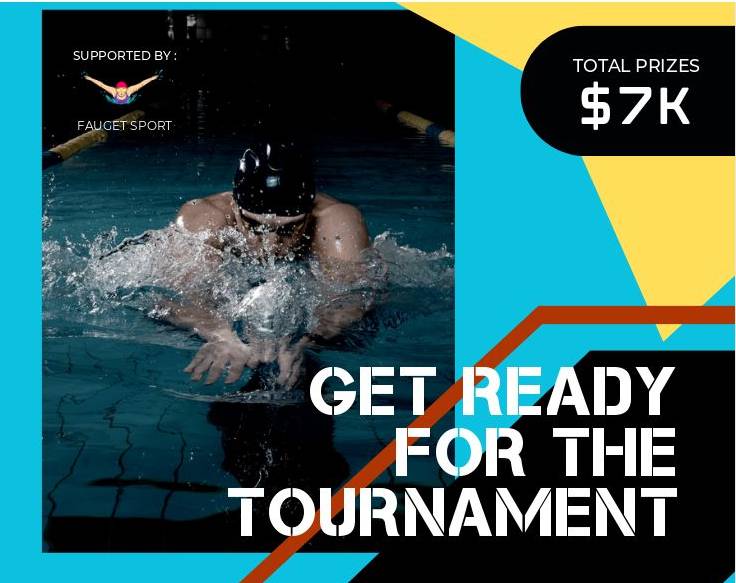 SUPPORTED BY :
FAUGET SPORT
TOTAL PRIZES
$7K
GET READY
FOR THE
TOURNAMENT